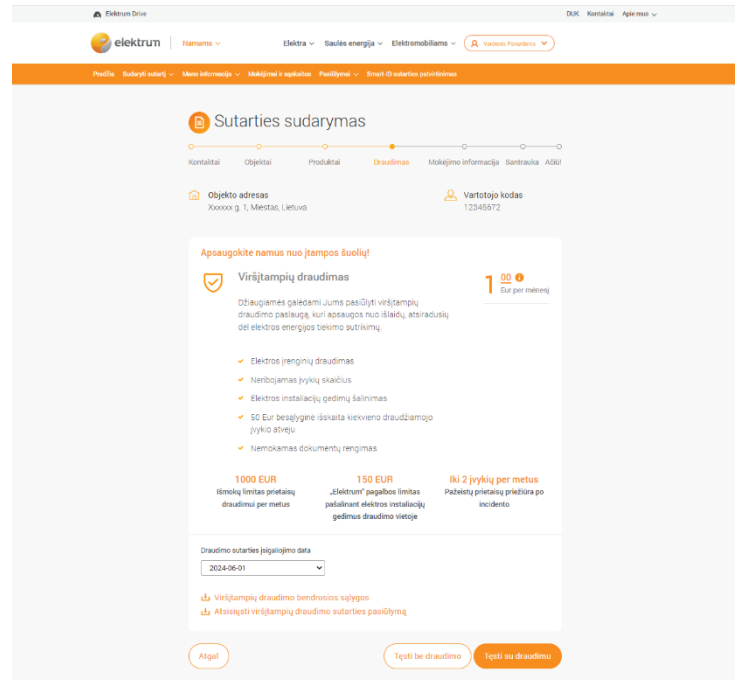 Elektrum Drive
DUK Kontaktai Apie mus
elektrum
Namams
Elektra Saulės energija Elektromobiliams Vardenis Pavardenis
Pradžia Sudaryti sutartį Mano informacija Mokėjimai ir sąskaitos Pasiūlymai Smart-ID sutarties patvirtinimas
Sutarties sudarymas
Kontaktai Objektai Produktai Draudimas Mokėjimo informacija Santrauka Ačiū!
Objekto adresas
Xxxxxx g. 1, Miestas, Lietuva
Vartotojo kodas
12345672
Apsaugokite namus nuo įtampos šuolių!
Viršįtampių draudimas
1 00
Eur per mėnesį
Džiaugiamės galėdami Jums pasiūlyti viršįtampių
draudimo paslaugą, kuri apsaugos nuo išlaidų, atsiradusių
dėl elektros energijos tiekimo sutrikimų.
Elektros įrenginių draudimas
Neribojamas įvykių skaičius
Elektros instaliacijų gedimų šalinimas
50 Eur besąlyginė išskaita kiekvieno draudžiamojo
įvykio atveju
Nemokamas dokumentų rengimas
1000 EUR
Išmokų limitas prietaisų
draudimui per metus
150 EUR
„Elektrum" pagalbos limitas
pašalinant elektros instaliacijų
gedimus draudimo vietoje
Iki 2 įvykių per metus
Pažeistų prietaisų priežiūra po
incidento
Draudimo sutarties įsigaliojimo data
2024-06-01
Viršįtampių draudimo bendrosios sąlygos
Atsisiųsti viršįtampių draudimo sutarties pasiūlymą
Atgal
Tęsti be draudimo
Tęsti su draudimu